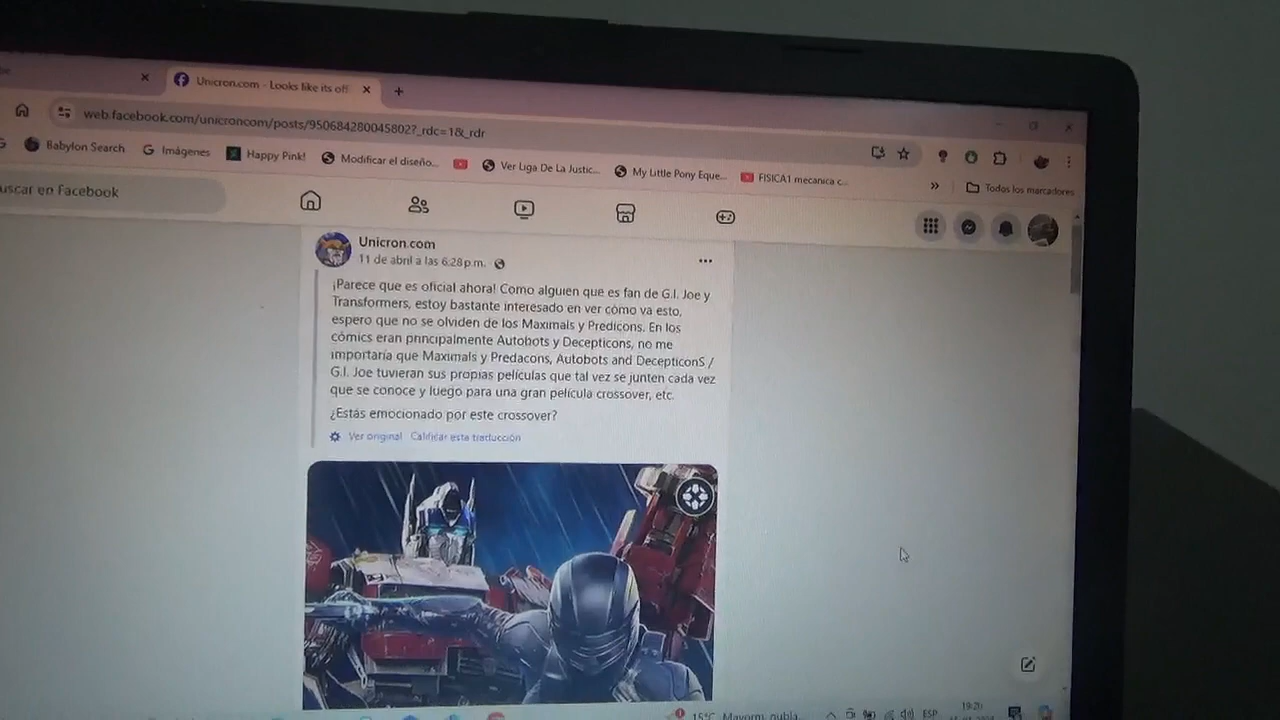 Unicron.com - Looks like its of
web.facebook.com/unicroncom/posts/950684280045802?_rdc=1&_rdr
Babylon Search
Imágenes
Happy Pink!
Modificar el diseño...
Ver Liga De La Justic...
My Little Pony Eque...
FISICA1 mecanica c...
»
Todos los marcadores
uscar en Facebook
Unicron.com
11 de abril a las 6:28 p.m.
¡Parece que es oficial ahora! Como alguien que es fan de G.I. Joe y
Transformers, estoy bastante interesado en ver cómo va esto,
espero que no se olviden de los Maximals y Predicons. En los
cómics eran principalmente Autobots y Decepticons, no me
importaría que Maximals y Predacons, Autobots and DecepticonS /
G.I. Joe tuvieran sus propias películas que tal vez se junten cada vez
que se conoce y luego para una gran película crossover, etc.
¿Estás emocionado por este crossover?
Ver original Calificar esta traducción
15°C Mayorm. nubla...
ESP
19:20